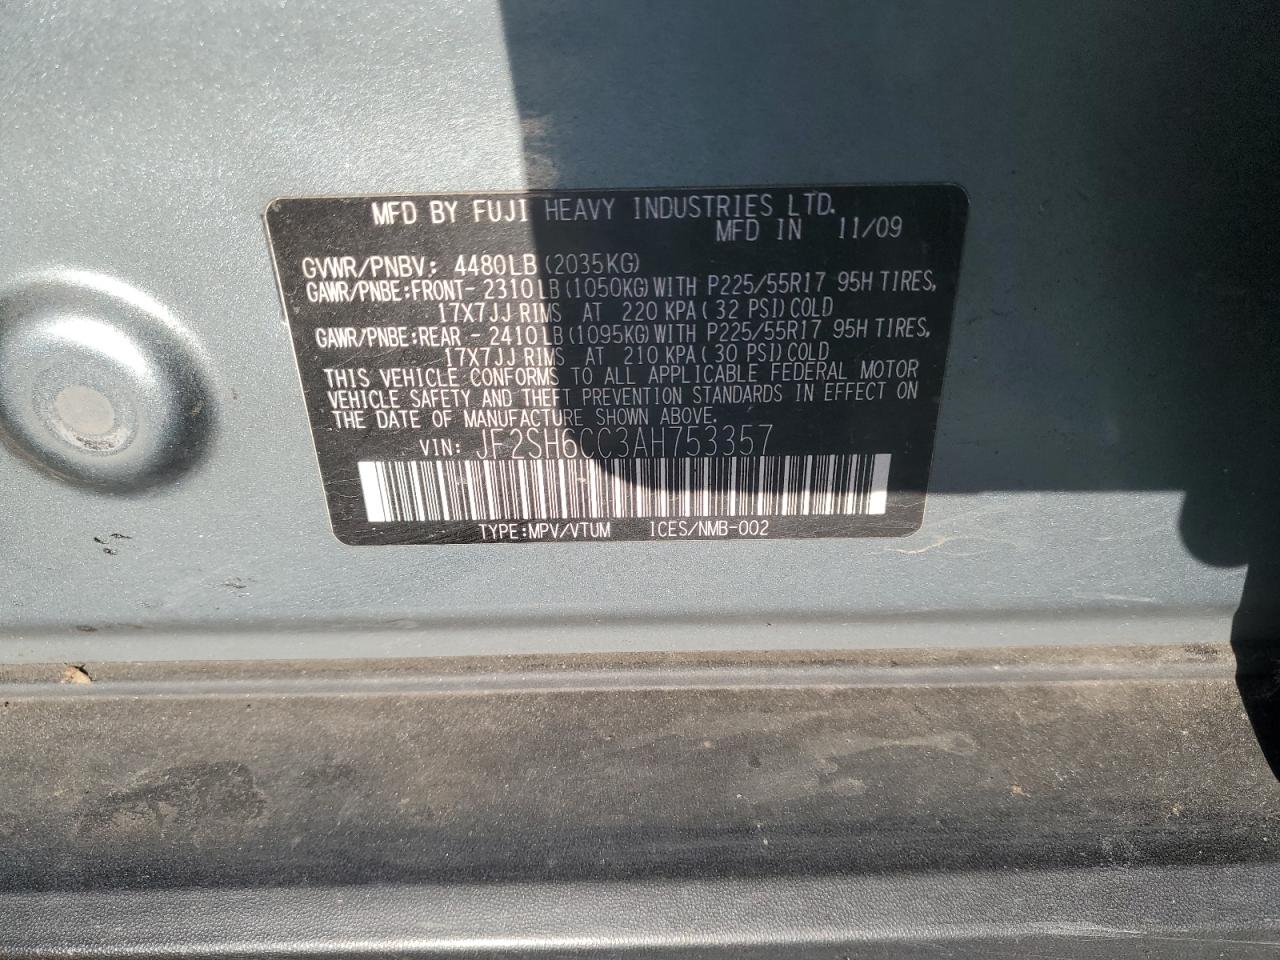 MFD BY FUJI HEAVY INDUSTRIES LTD.
MFD IN 11/09
GVWR/PNBV: 4480LB (2035KG)
GAWR/PNBE:FRONT- 2310LB (1050KG) WITH P225/55R17 95H TIRES,
17X7JJ RIMS AT 220 KPA (32 PSI) COLD
GAWR/PNBE:REAR - 2410LB (1095KG) WITH P225/55R17 95H TIRES,
17X7JJ RIMS AT 210 KPA (30 PSI) COLD
THIS VEHICLE CONFORMS TO ALL APPLICABLE FEDERAL MOTOR
VEHICLE SAFETY AND THEFT PREVENTION STANDARDS IN EFFECT ON
THE DATE OF MANUFACTURE SHOWN ABOVE.
VIN: JF2SH6CC3AH753357
TYPE:MPV/VTUM ICES/NMB-002